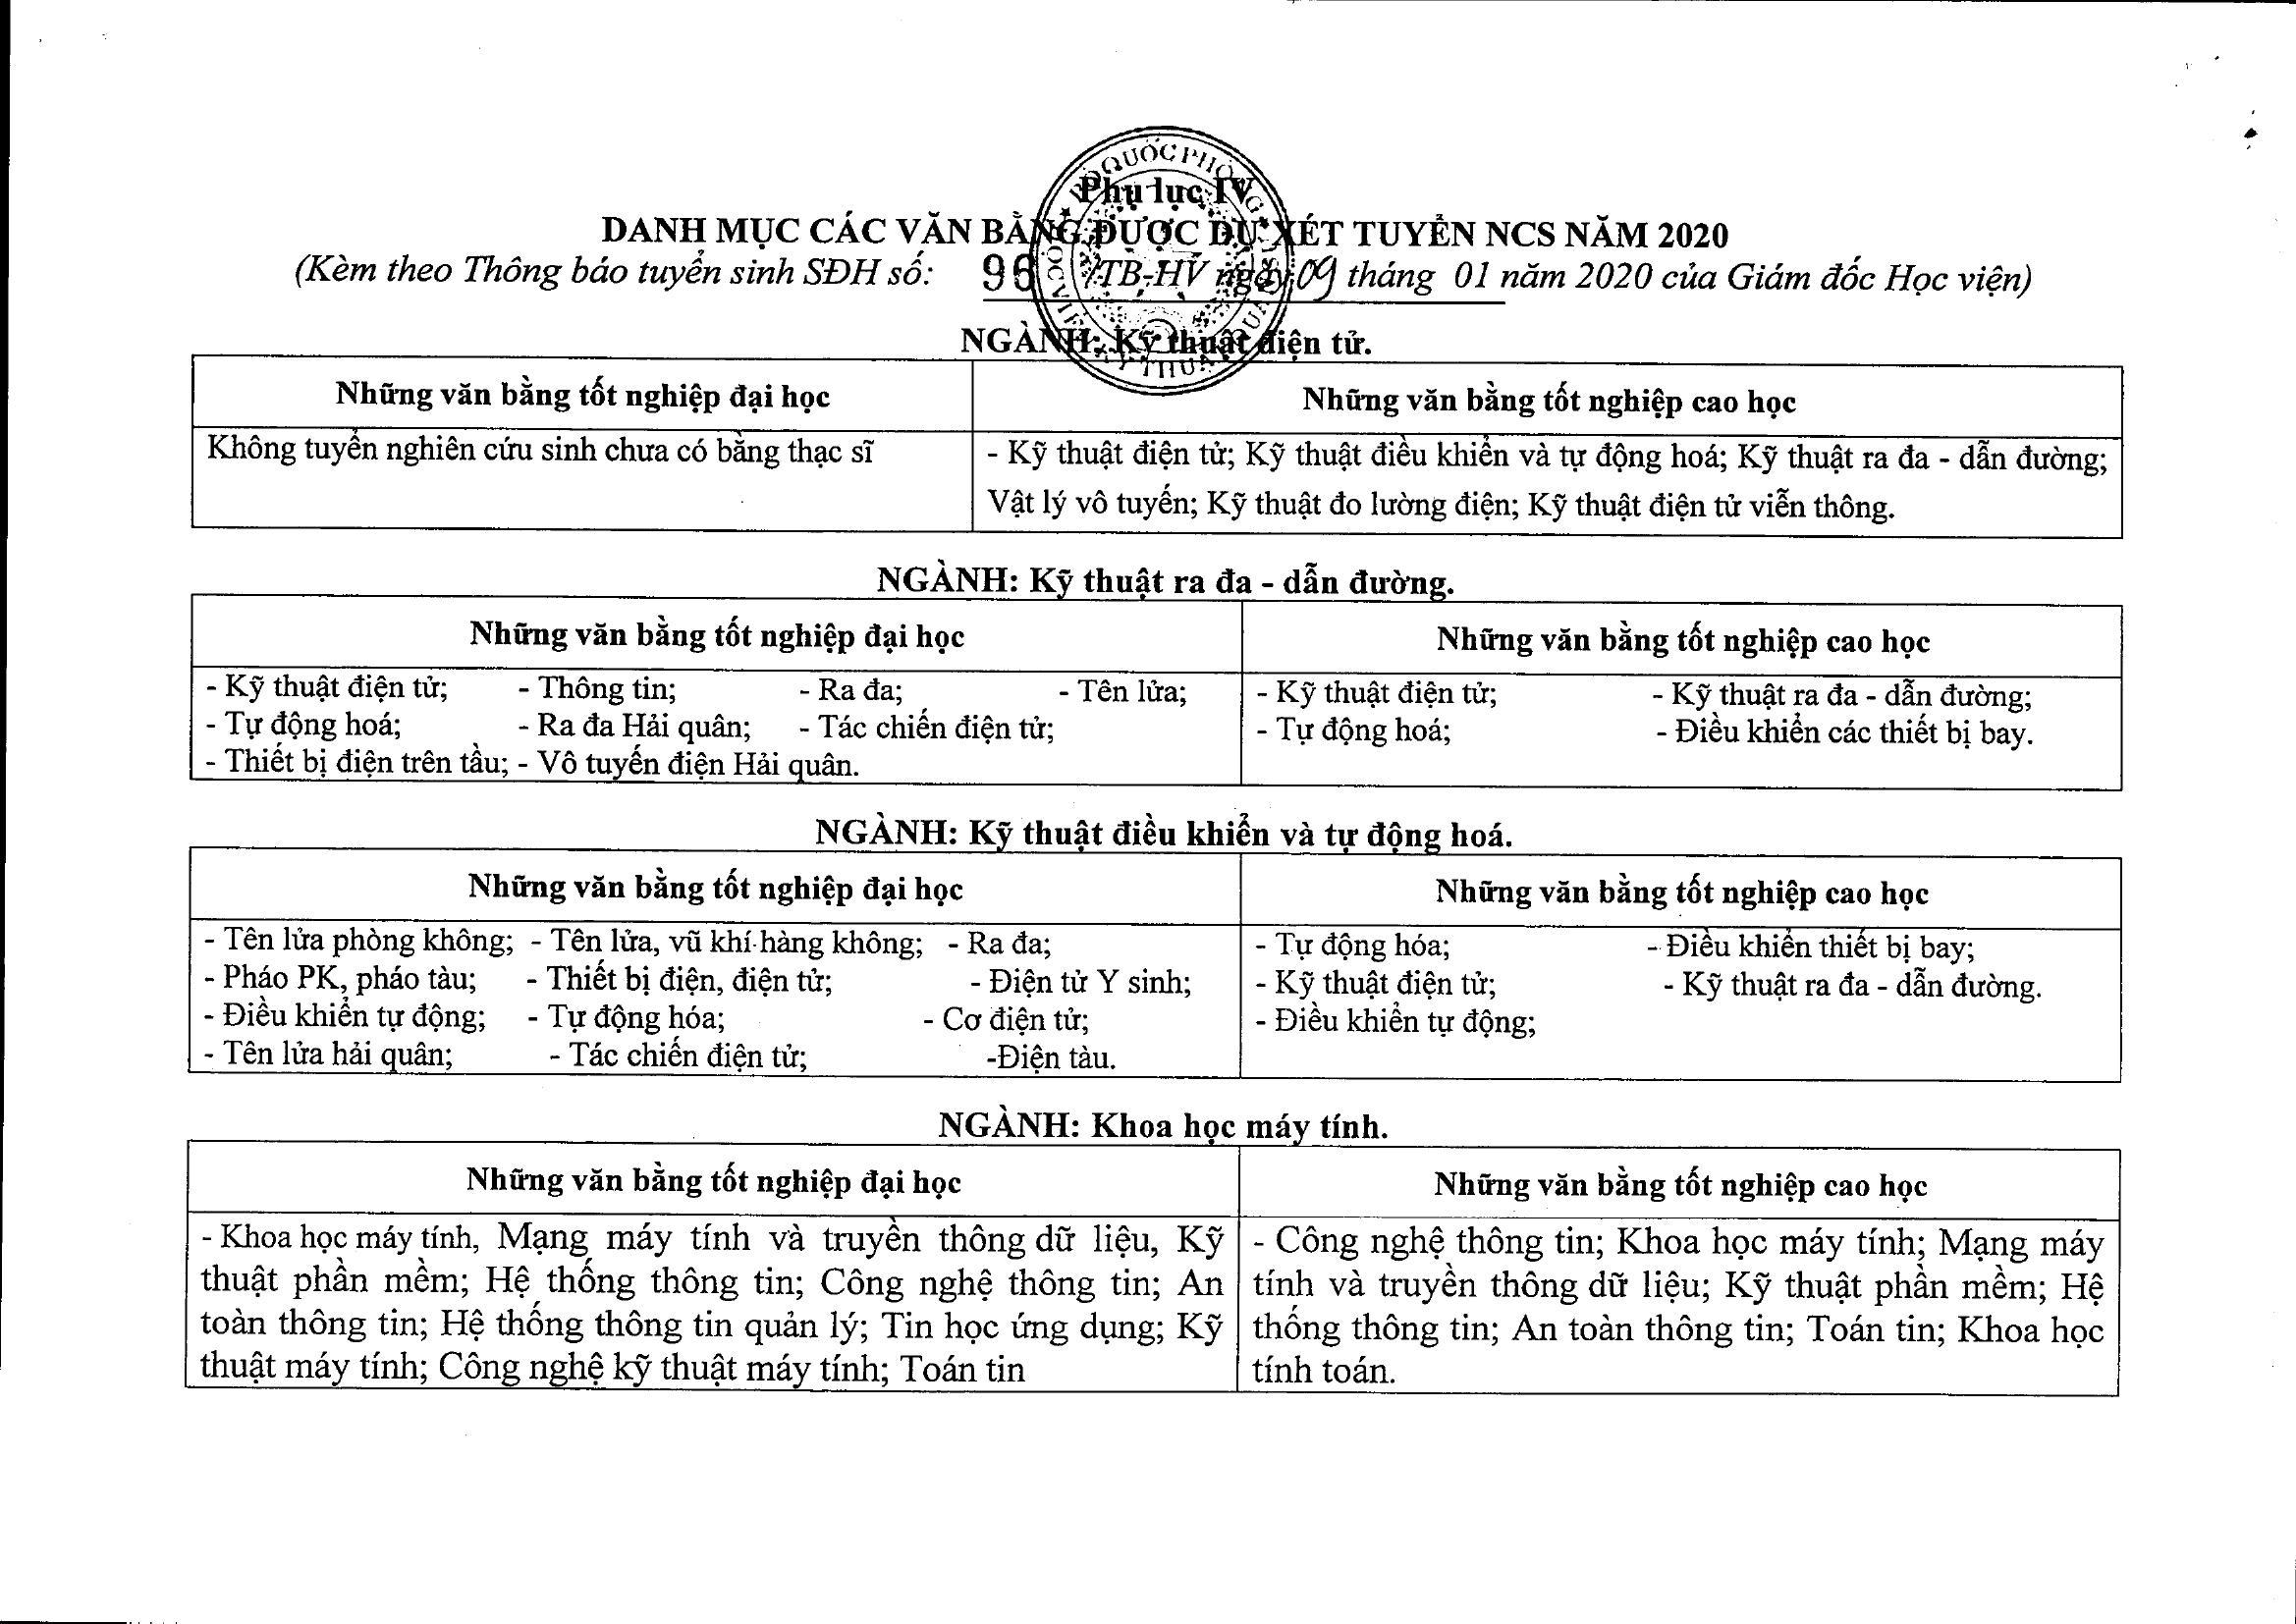 Phụ lục IV
DANH MỤC CÁC VĂN BẰNG ĐƯỢC DỰ XÉT TUYỂN NCS NĂM 2020
(Kèm theo Thông báo tuyển sinh SĐH số: 96 /TB-HV ngày 09 tháng 01 năm 2020 của Giám đốc Học viện)
NGÀNH: Kỹ thuật điện tử.
Những văn bằng tốt nghiệp đại học
Những văn bằng tốt nghiệp cao học
Không tuyển nghiên cứu sinh chưa có bằng thạc sĩ
- Kỹ thuật điện tử; Kỹ thuật điều khiển và tự động hoá; Kỹ thuật ra đa - dẫn đường;
Vật lý vô tuyến; Kỹ thuật đo lường điện; Kỹ thuật điện tử viễn thông.
NGÀNH: Kỹ thuật ra đa - dẫn đường.
Những văn bằng tốt nghiệp đại học
Những văn bằng tốt nghiệp cao học
- Kỹ thuật điện tử; - Thông tin; - Ra đa; - Tên lửa;
- Tự động hoá; - Ra đa Hải quân; - Tác chiến điện tử;
- Thiết bị điện trên tầu; - Vô tuyến điện Hải quân.
- Kỹ thuật điện tử; - Kỹ thuật ra đa - dẫn đường;
- Tự động hoá; - Điều khiển các thiết bị bay.
NGÀNH: Kỹ thuật điều khiển và tự động hoá.
Những văn bằng tốt nghiệp đại học
Những văn bằng tốt nghiệp cao học
- Tên lửa phòng không; - Tên lửa, vũ khí hàng không; - Ra đa;
- Pháo PK, pháo tàu; - Thiết bị điện, điện tử; - Điện tử Y sinh;
- Điều khiển tự động; - Tự động hóa; - Cơ điện tử;
- Tên lửa hải quân; - Tác chiến điện tử; -Điện tàu.
- Tự động hóa; - Điều khiển thiết bị bay;
- Kỹ thuật điện tử; - Kỹ thuật ra đa - dẫn đường.
- Điều khiển tự động;
NGÀNH: Khoa học máy tính.
Những văn bằng tốt nghiệp đại học
Những văn bằng tốt nghiệp cao học
- Khoa học máy tính, Mạng máy tính và truyền thông dữ liệu, Kỹ
thuật phần mềm; Hệ thống thông tin; Công nghệ thông tin; An
toàn thông tin; Hệ thống thông tin quản lý; Tin học ứng dụng; Kỹ
thuật máy tính; Công nghệ kỹ thuật máy tính; Toán tin
- Công nghệ thông tin; Khoa học máy tính; Mạng máy
tính và truyền thông dữ liệu; Kỹ thuật phần mềm; Hệ
thống thông tin; An toàn thông tin; Toán tin; Khoa học
tính toán.